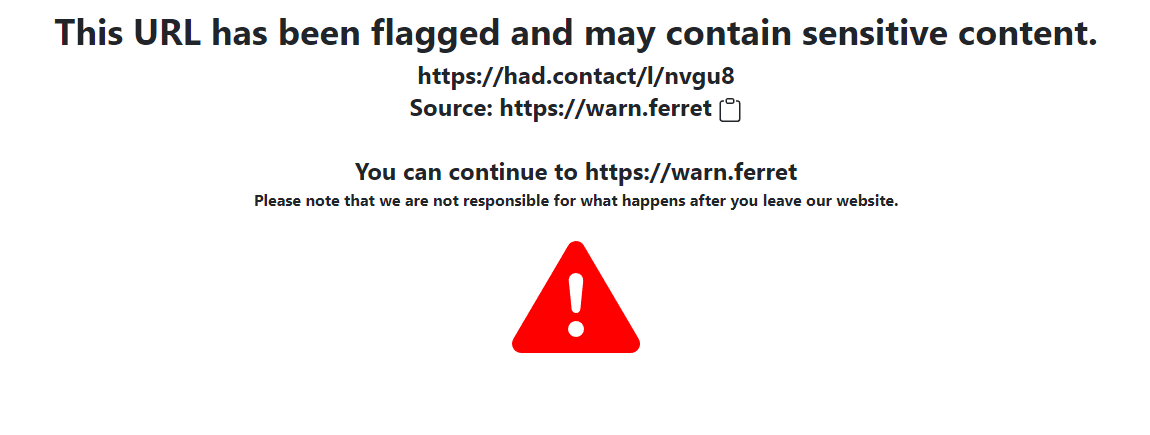 This URL has been flagged and may contain sensitive content.
https://had.contact/l/nvgu8
Source: https://warn.ferret
You can continue to https://warn.ferret
Please note that we are not responsible for what happens after you leave our website.